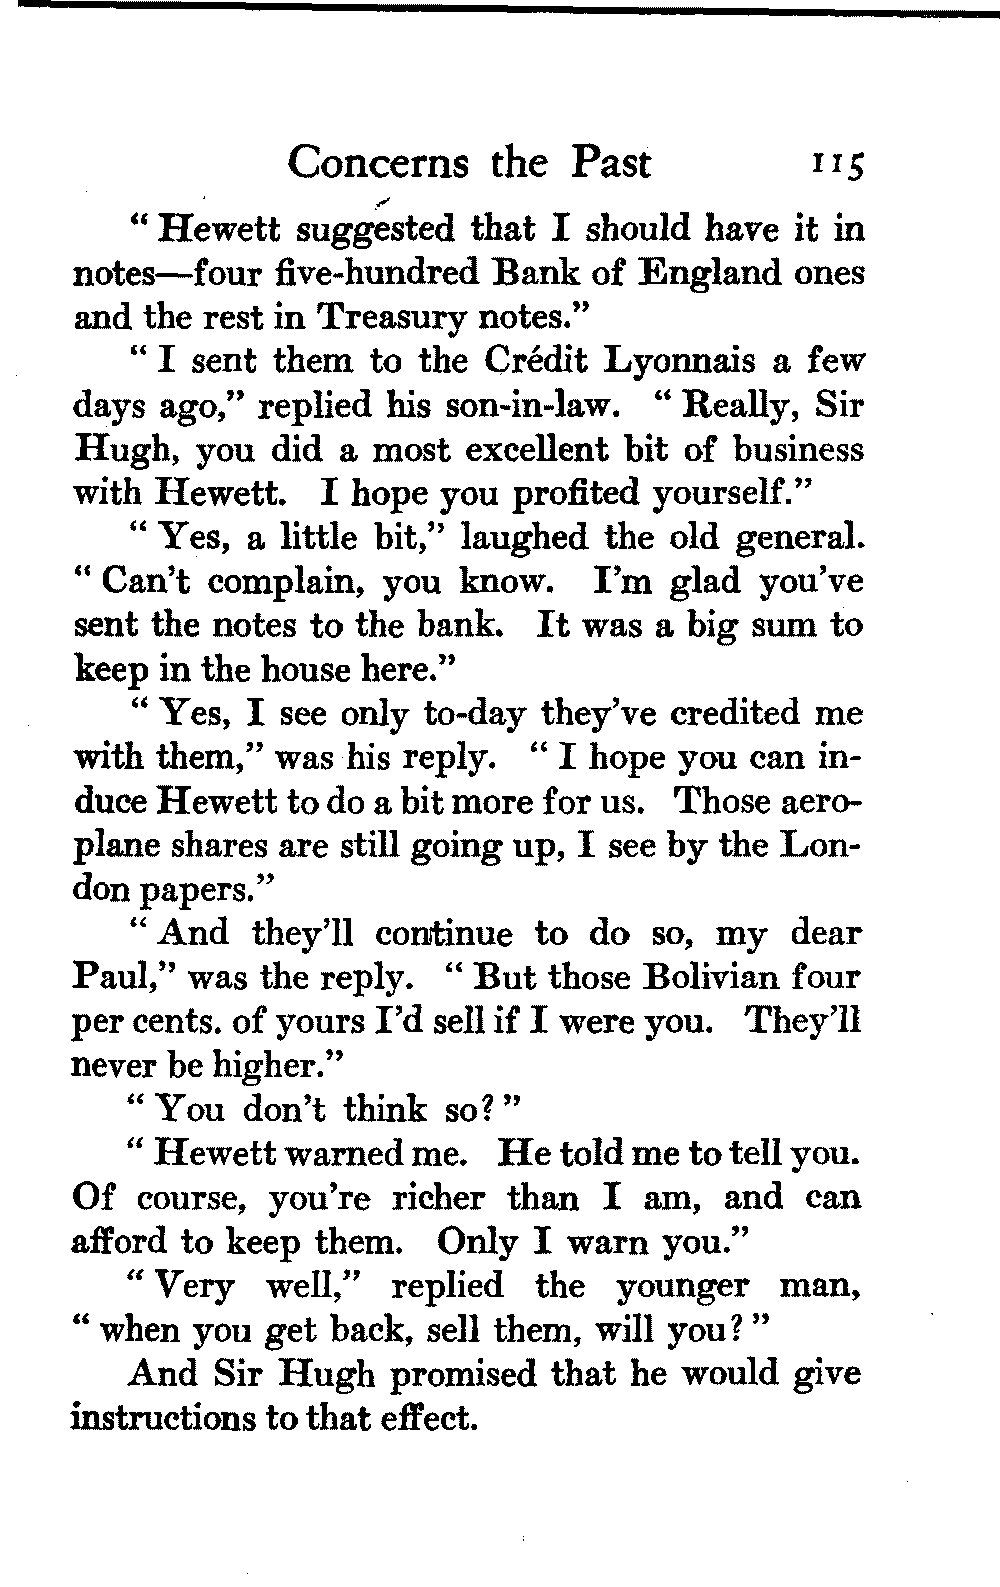 Concerns the Past 115
“ Hewett suggested that I should have it in
notes—four five-hundred Bank of England ones
and the rest in Treasury notes.”
“ I sent them to the Crédit Lyonnais a few
days ago,” replied his son-in-law. “ Really, Sir
Hugh, you did a most excellent bit of business
with Hewett. I hope you profited yourself.”
“ Yes, a little bit,” laughed the old general.
“ Can’t complain, you know. I’m glad you’ve
sent the notes to the bank. It was a big sum to
keep in the house here.”
“ Yes, I see only to-day they’ve credited me
with them,” was his reply. “ I hope you can in-
duce Hewett to do a bit more for us. Those aero-
plane shares are still going up, I see by the Lon-
don papers.”
“ And they’ll continue to do so, my dear
Paul,” was the reply. “ But those Bolivian four
per cents. of yours I’d sell if I were you. They’ll
never be higher.”
“ You don’t think so? ”
“ Hewett warned me. He told me to tell you.
Of course, you’re richer than I am, and can
afford to keep them. Only I warn you.”
“ Very well,” replied the younger man,
“ when you get back, sell them, will you? ”
And Sir Hugh promised that he would give
instructions to that effect.